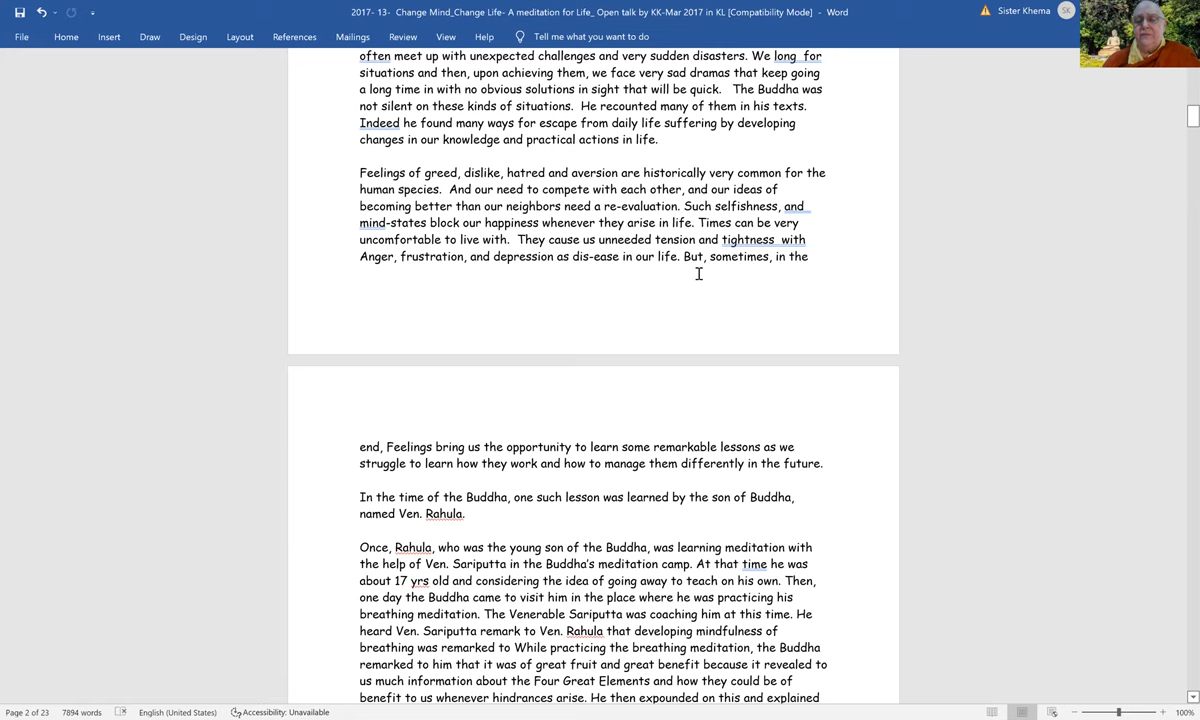 2017- 13- Change Mind_Change Life- A meditation for Life_ Open talk by KK-Mar 2017 in KL [Compatibility Mode] - Word
Sister Khema
SK
File Home Insert Draw Design Layout References Mailings Review View Help Tell me what you want to do
often meet up with unexpected challenges and very sudden disasters. We long for
situations and then, upon achieving them, we face very sad dramas that keep going
a long time in with no obvious solutions in sight that will be quick. The Buddha was
not silent on these kinds of situations. He recounted many of them in his texts.
Indeed he found many ways for escape from daily life suffering by developing
changes in our knowledge and practical actions in life.
Feelings of greed, dislike, hatred and aversion are historically very common for the
human species. And our need to compete with each other, and our ideas of
becoming better than our neighbors need a re-evaluation. Such selfishness, and
mind-states block our happiness whenever they arise in life. Times can be very
uncomfortable to live with. They cause us unneeded tension and tightness with
Anger, frustration, and depression as dis-ease in our life. But, sometimes, in the
end, Feelings bring us the opportunity to learn some remarkable lessons as we
struggle to learn how they work and how to manage them differently in the future.
In the time of the Buddha, one such lesson was learned by the son of Buddha,
named Ven. Rahula.
Once, Rahula, who was the young son of the Buddha, was learning meditation with
the help of Ven. Sariputta in the Buddha's meditation camp. At that time he was
about 17 yrs old and considering the idea of going away to teach on his own. Then,
one day the Buddha came to visit him in the place where he was practicing his
breathing meditation. The Venerable Sariputta was coaching him at this time. He
heard Ven. Sariputta remark to Ven. Rahula that developing mindfulness of
breathing was remarked to While practicing the breathing meditation, the Buddha
remarked to him that it was of great fruit and great benefit because it revealed to
us much information about the Four Great Elements and how they could be of
benefit to us whenever hindrances arise. He then expounded on this and explained
Page 2 of 23 7894 words English (United States) Accessibility: Unavailable 100%